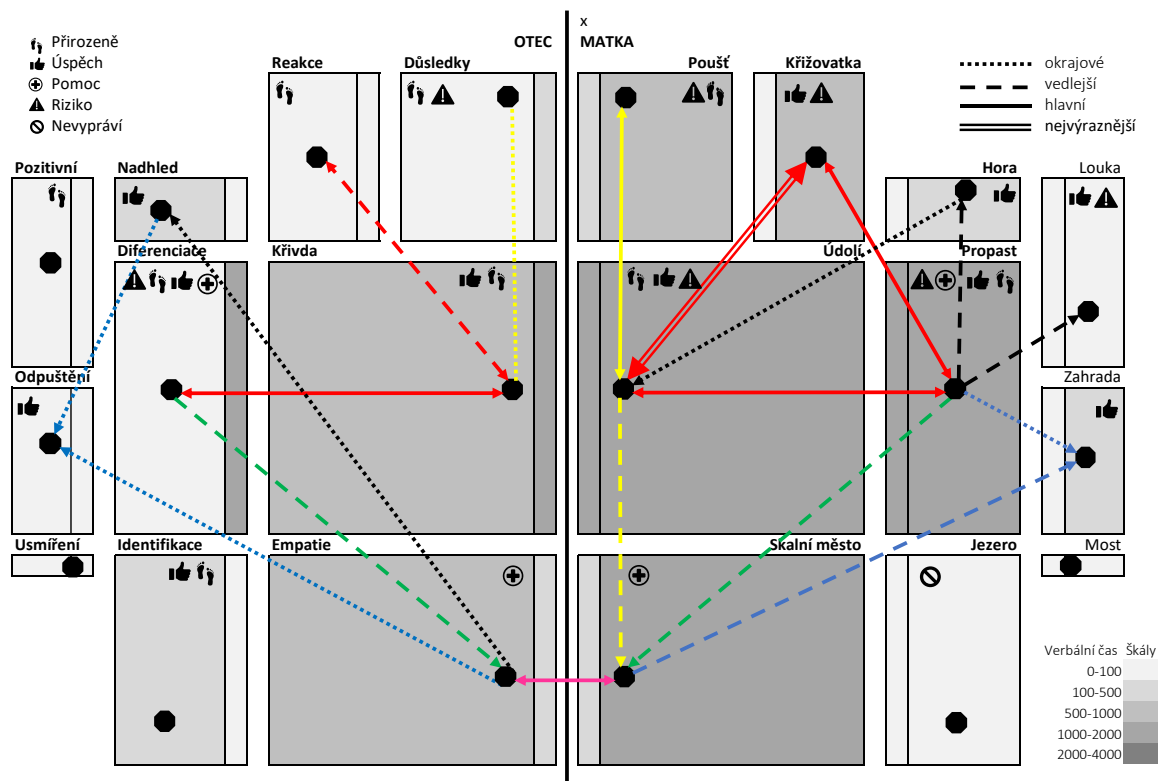 x
OTEC MATKA
Přirozeně
Úspěch
Pomoc
Riziko
Nevypráví
Reakce Důsledky Poušť Křižovatka
okrajové
vedlejší
hlavní
nejvýraznější
Pozitivní Nadhled Hora Louka
Diferenciace Křivda Údolí Propast
Odpuštění Zahrada
Usmíření Identifikace Empatie Skalní město Jezero Most
Verbální čas Škály
0-100
100-500
500-1000
1000-2000
2000-4000